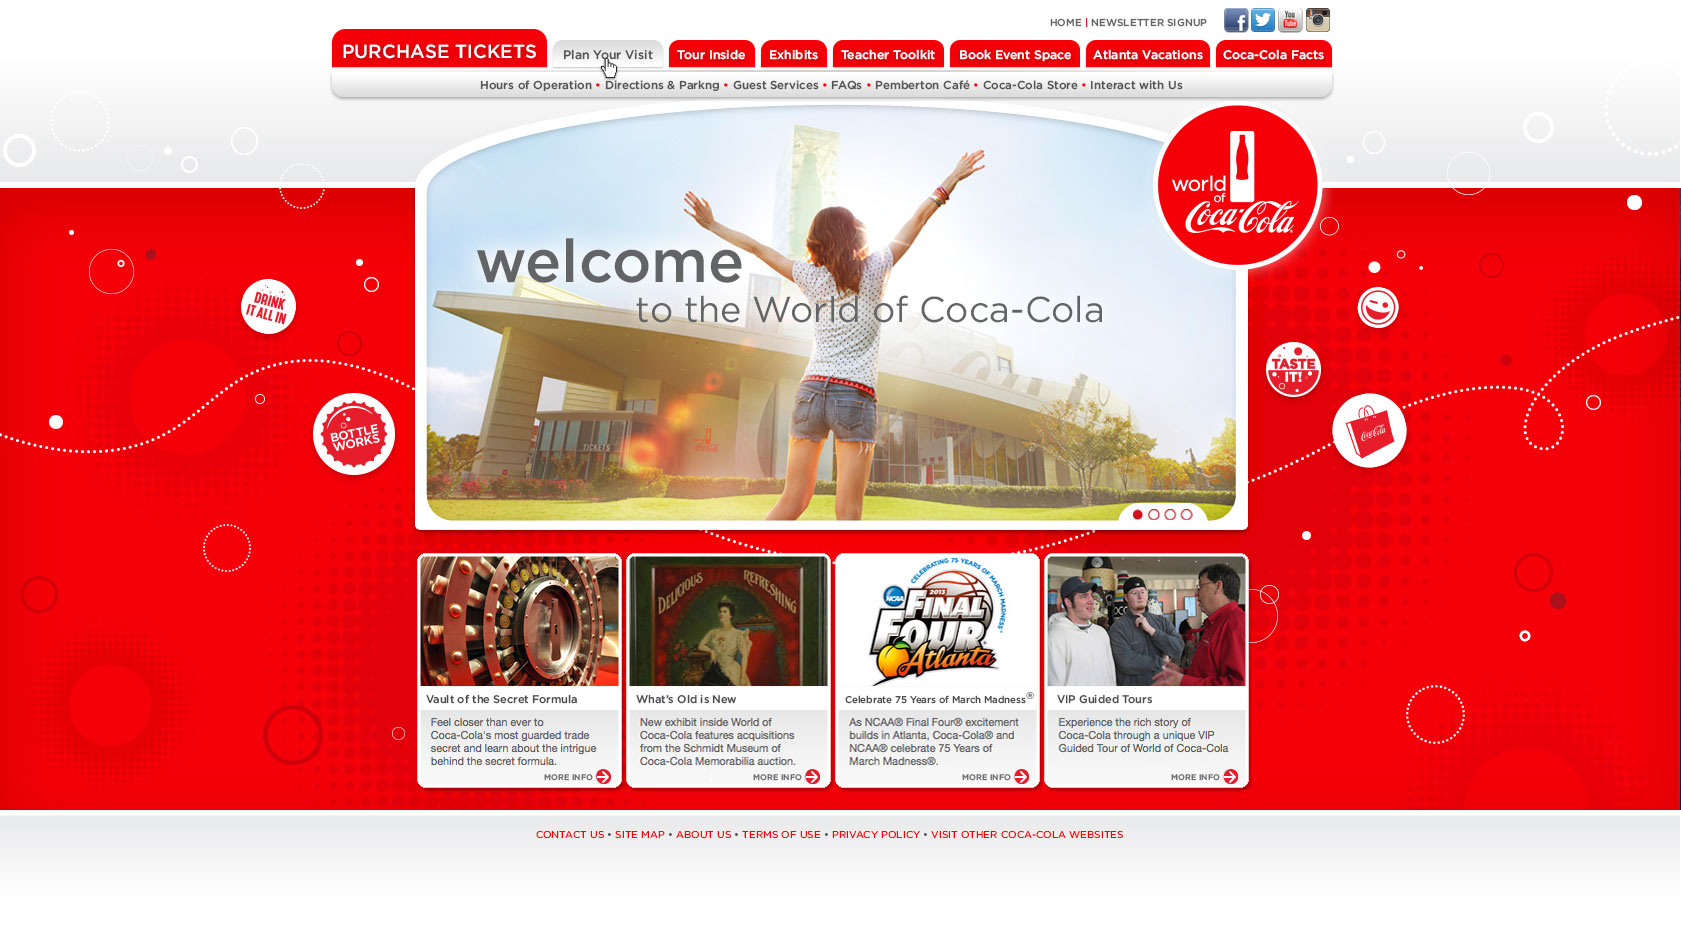 HOME | NEWSLETTER SIGNUP
You
Tube
PURCHASE TICKETS
Plan Your Visit
Tour Inside
Exhibits
Teacher Toolkit
Book Event Space
Atlanta Vacations
Coca-Cola Facts
Hours of Operation • Directions & Parkng • Guest Services • FAQs • Pemberton Café • Coca-Cola Store • Interact with Us
world
of
Coca-Cola
welcome
to the World of Coca-Cola
DRINK
IT ALL IN
BOTTLE
WORKS
TASTE
IT!
Coca-Cola
TICKETS
DELICIOUS
REFRESHING
CELEBRATING 75 YEARS OF MARCH MADNESS
NCAA
2013
FINAL
FOUR
Atlanta
Vault of the Secret Formula
Feel closer than ever to
Coca-Cola's most guarded trade
secret and learn about the intrigue
behind the secret formula.
MORE INFO
What's Old is New
New exhibit inside World of
Coca-Cola features acquisitions
from the Schmidt Museum of
Coca-Cola Memorabilia auction.
MORE INFO
Celebrate 75 Years of March Madness®
As NCAA® Final Four® excitement
builds in Atlanta, Coca-Cola® and
NCAA® celebrate 75 Years of
March Madness®.
MORE INFO
VIP Guided Tours
Experience the rich story of
Coca-Cola through a unique VIP
Guided Tour of World of Coca-Cola
MORE INFO
CONTACT US • SITE MAP • ABOUT US • TERMS OF USE • PRIVACY POLICY • VISIT OTHER COCA-COLA WEBSITES